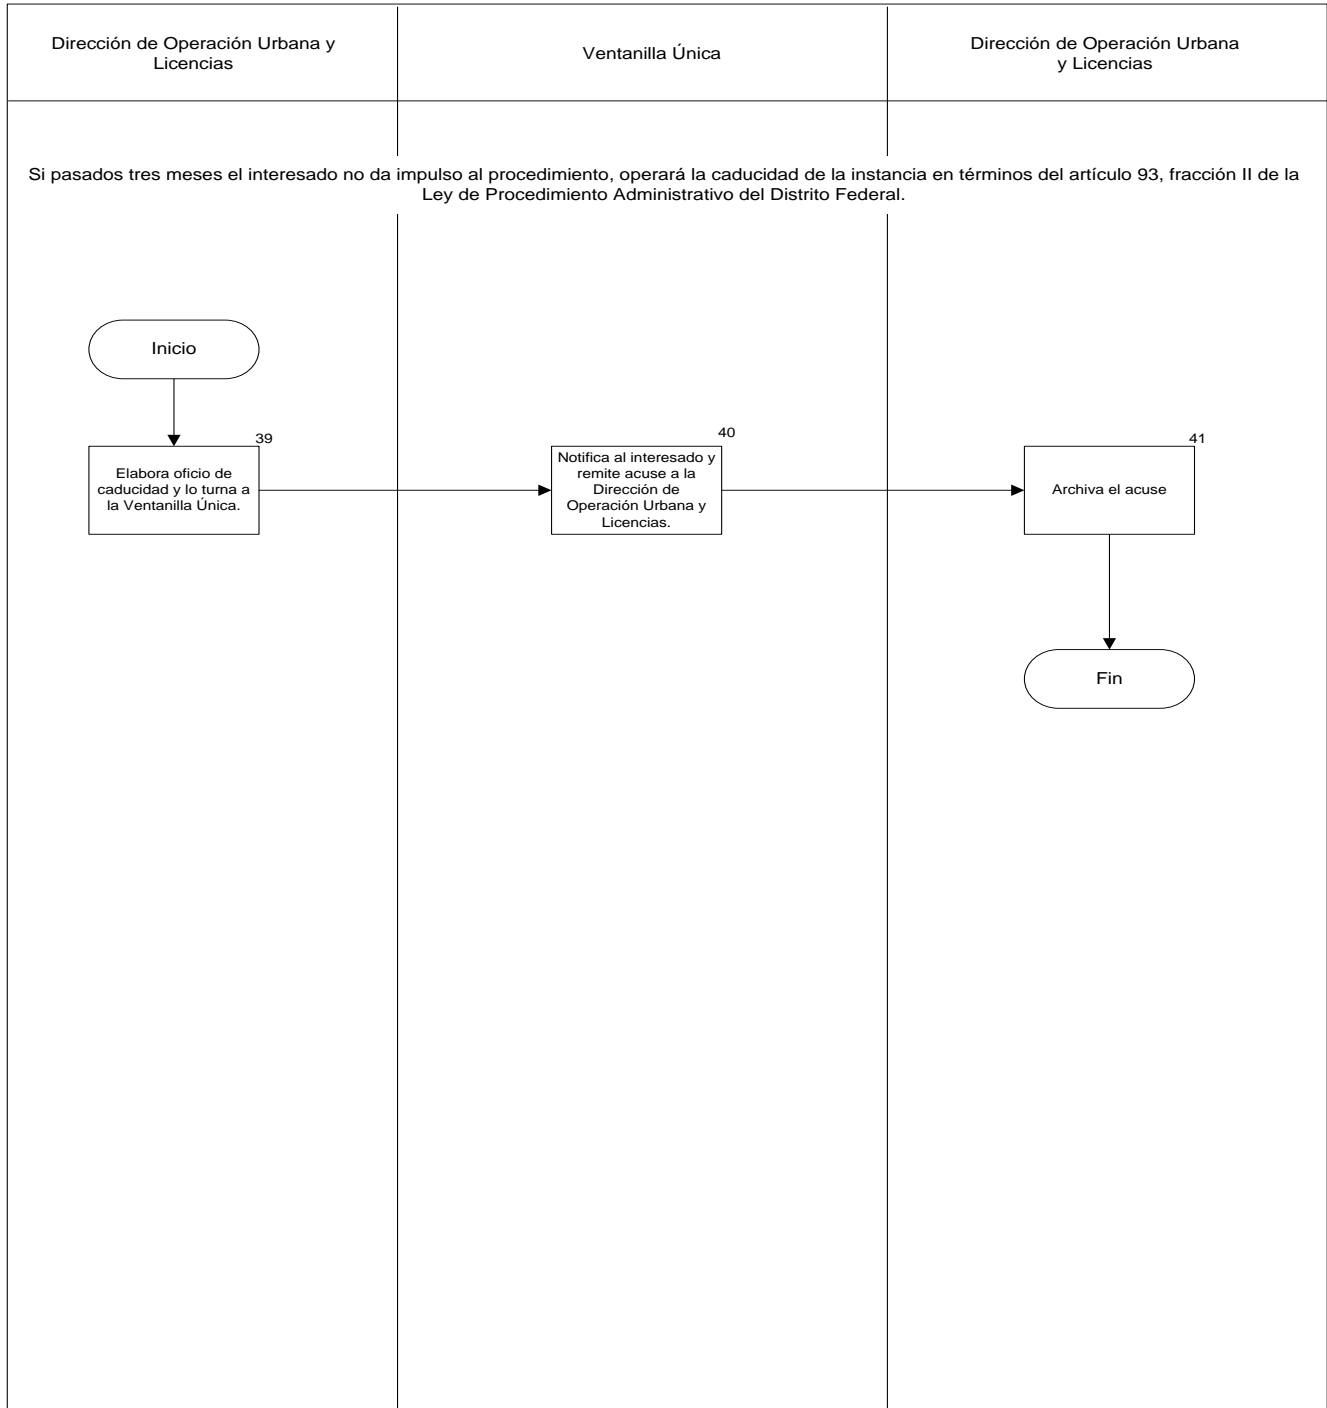 Dirección de Operación Urbana y
Licencias
Ventanilla Única
Dirección de Operación Urbana
y Licencias
Si pasados tres meses el interesado no da impulso al procedimiento, operará la caducidad de la instancia en términos del artículo 93, fracción II de la
Ley de Procedimiento Administrativo del Distrito Federal.
Inicio
39
Elabora oficio de
caducidad y lo turna a
la Ventanilla Única.
40
Notifica al interesado y
remite acuse a la
Dirección de
Operación Urbana y
Licencias.
41
Archiva el acuse
Fin